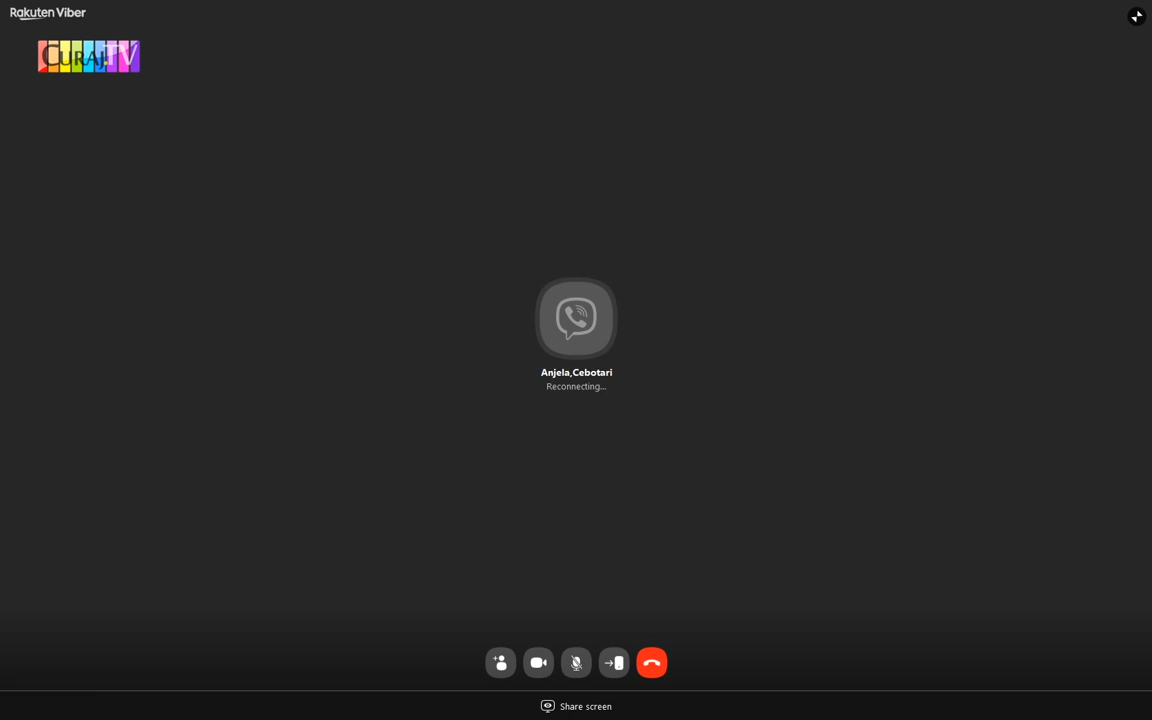 Rakuten Viber
CURAJ.TV
Anjela,Cebotari
Reconnecting...
Share screen